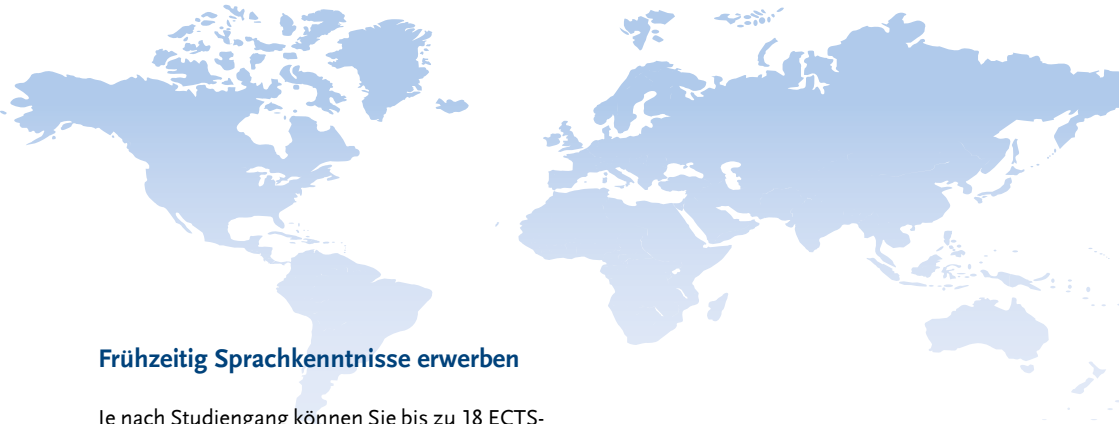 Frühzeitig Sprachkenntnisse erwerben
Je nach Studiengang können Sie bis zu 18 ECTS-